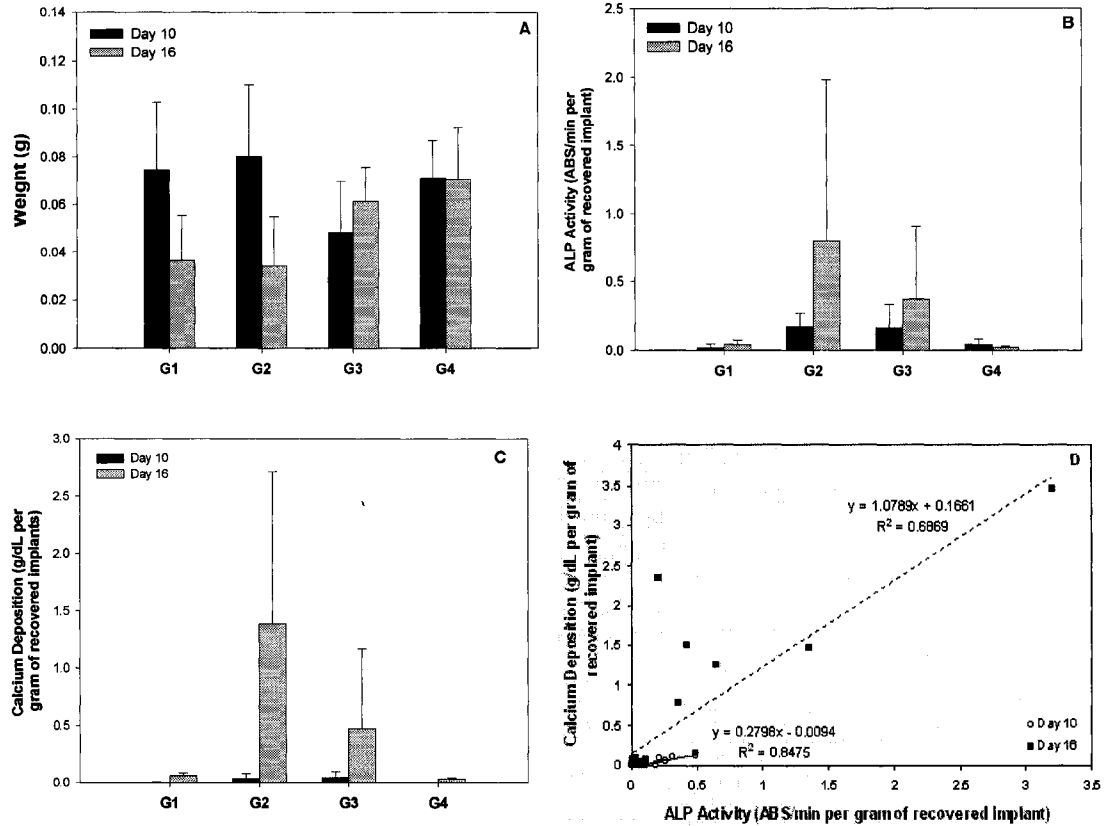 A
Day 10
Day 16
Weight (g)
0.14
0.12
0.10
0.08
0.06
0.04
0.02
0.00
G1 G2 G3 G4
B
Day 10
Day 16
ALP Activity (ABS/min per
gram of recovered implant)
2.5
2.0
1.5
1.0
0.5
0.0
G1 G2 G3 G4
C
Day 10
Day 16
Calcium Deposition (g/dL per
gram of recovered implants)
3.0
2.5
2.0
1.5
1.0
0.5
0.0
G1 G2 G3 G4
D
Calcium Deposition (g/dL per gram of
recovered implant)
4
3.5
3
2.5
2
1.5
1
0.5
0
y = 1.0789x + 0.1661
R² = 0.6869
y = 0.2798x - 0.0094
R² = 0.8475
Day 10
Day 16
0 0.5 1 1.5 2 2.5 3 3.5
ALP Activity (ABS/min per gram of recovered implant)